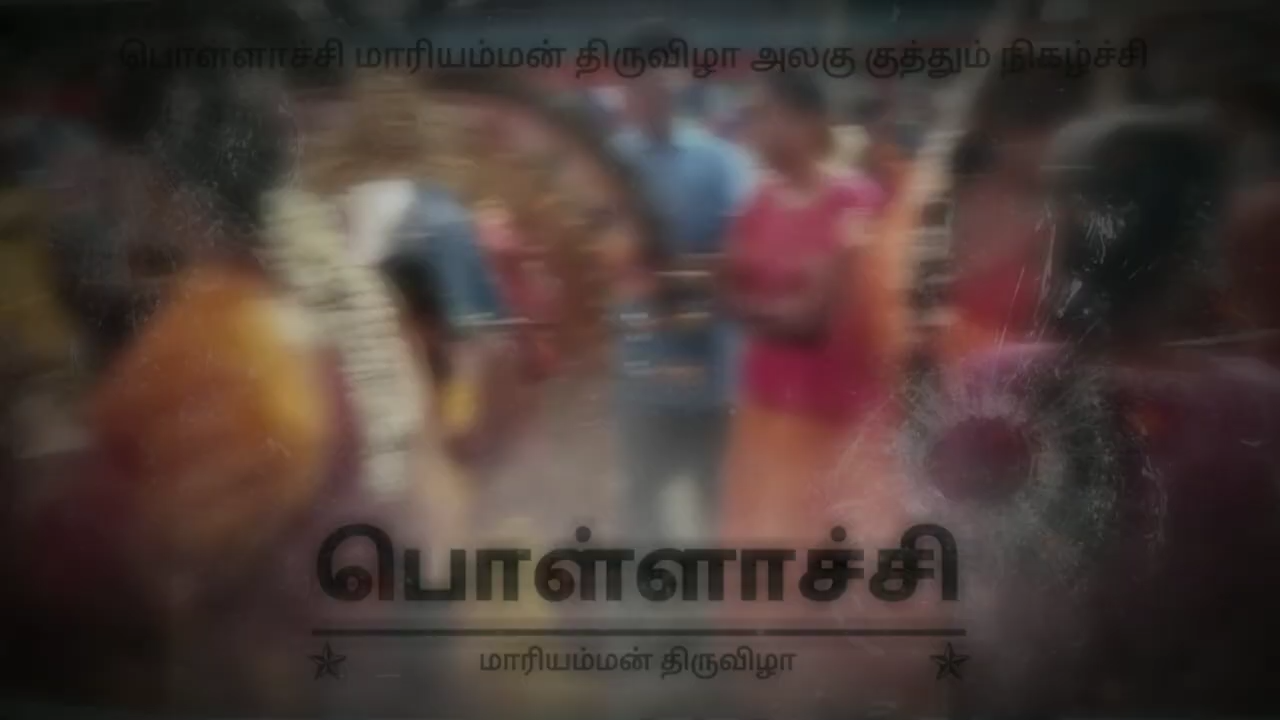 பொள்ளாச்சி மாரியம்மன் திருவிழா அலகு குத்தும் நிகழ்ச்சி
பொள்ளாச்சி
மாரியம்மன் திருவிழா